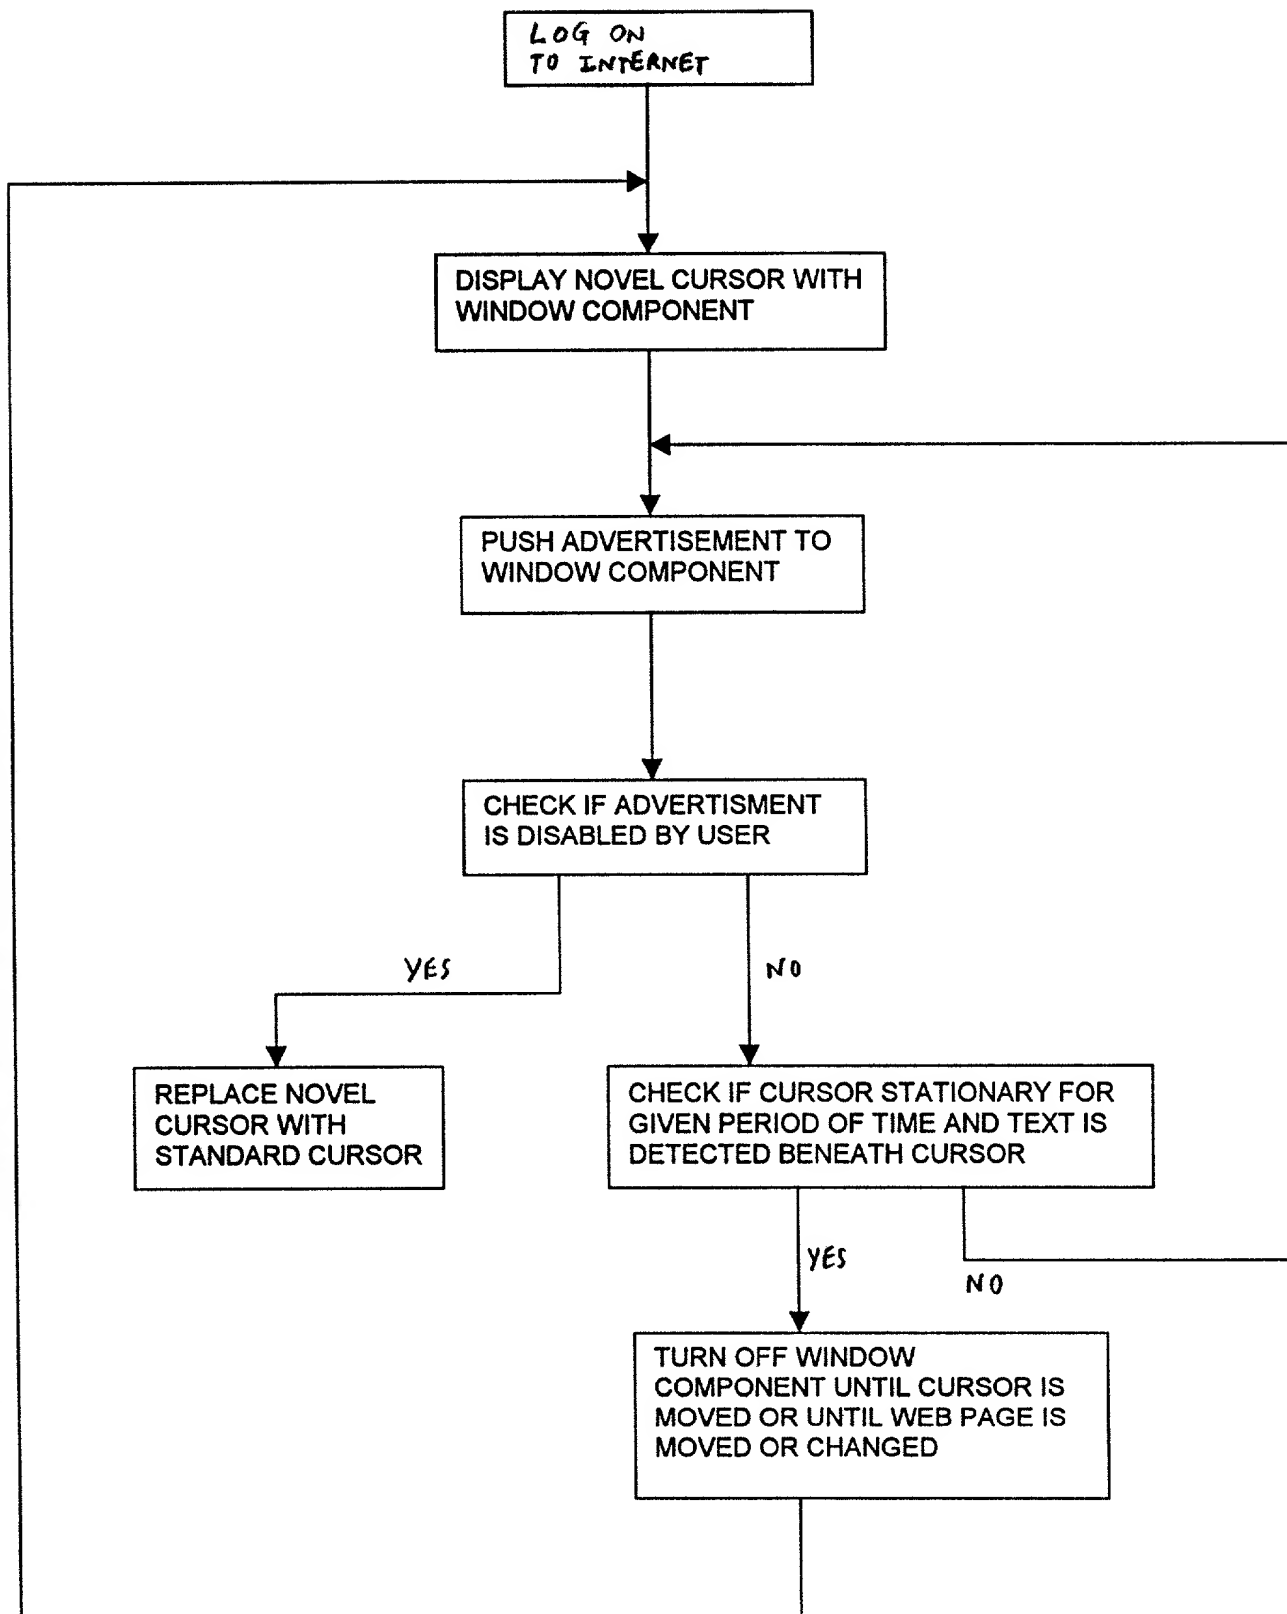 LOG ON
TO INTERNET
DISPLAY NOVEL CURSOR WITH
WINDOW COMPONENT
PUSH ADVERTISEMENT TO
WINDOW COMPONENT
CHECK IF ADVERTISMENT
IS DISABLED BY USER
YES
NO
REPLACE NOVEL
CURSOR WITH
STANDARD CURSOR
CHECK IF CURSOR STATIONARY FOR
GIVEN PERIOD OF TIME AND TEXT IS
DETECTED BENEATH CURSOR
YES
NO
TURN OFF WINDOW
COMPONENT UNTIL CURSOR IS
MOVED OR UNTIL WEB PAGE IS
MOVED OR CHANGED